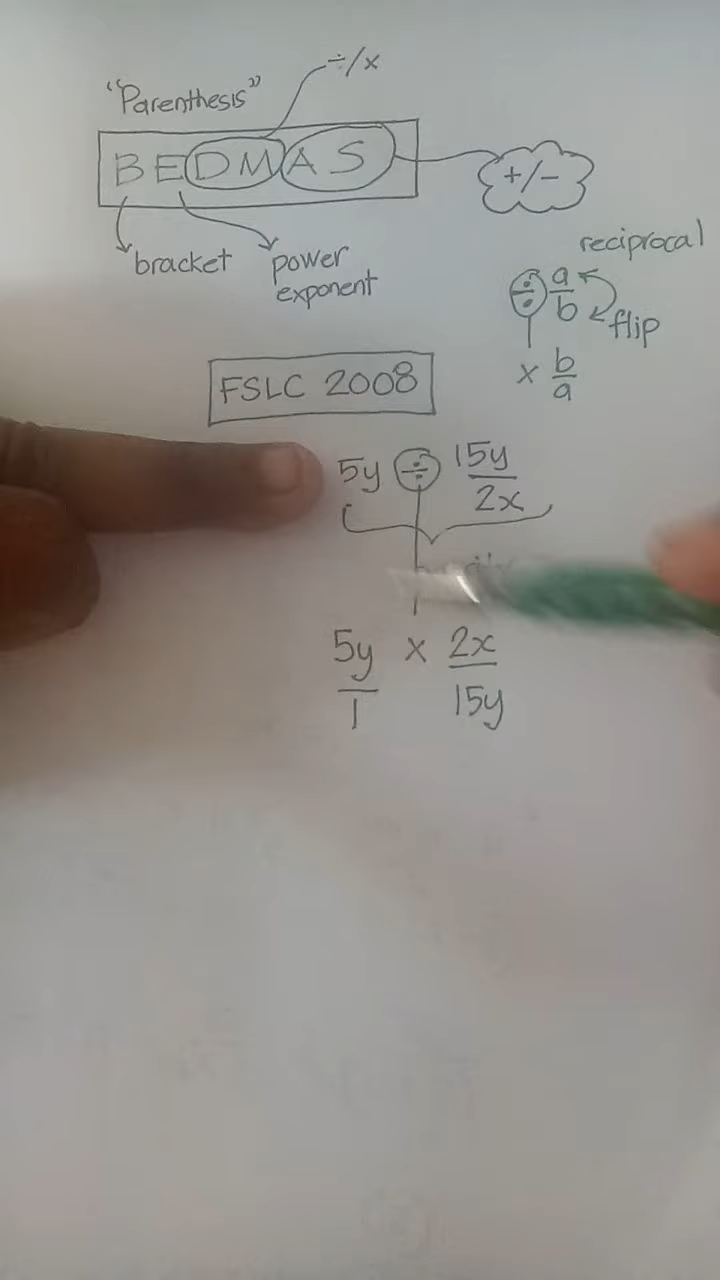 ÷/x
"Parenthesis"
BEDMAS
+/-
bracket
power
exponent
reciprocal
÷ a/b
flip
x b/a
FSLC 2008
5y ÷ 15y/2x
5y/1 x 2x/15y